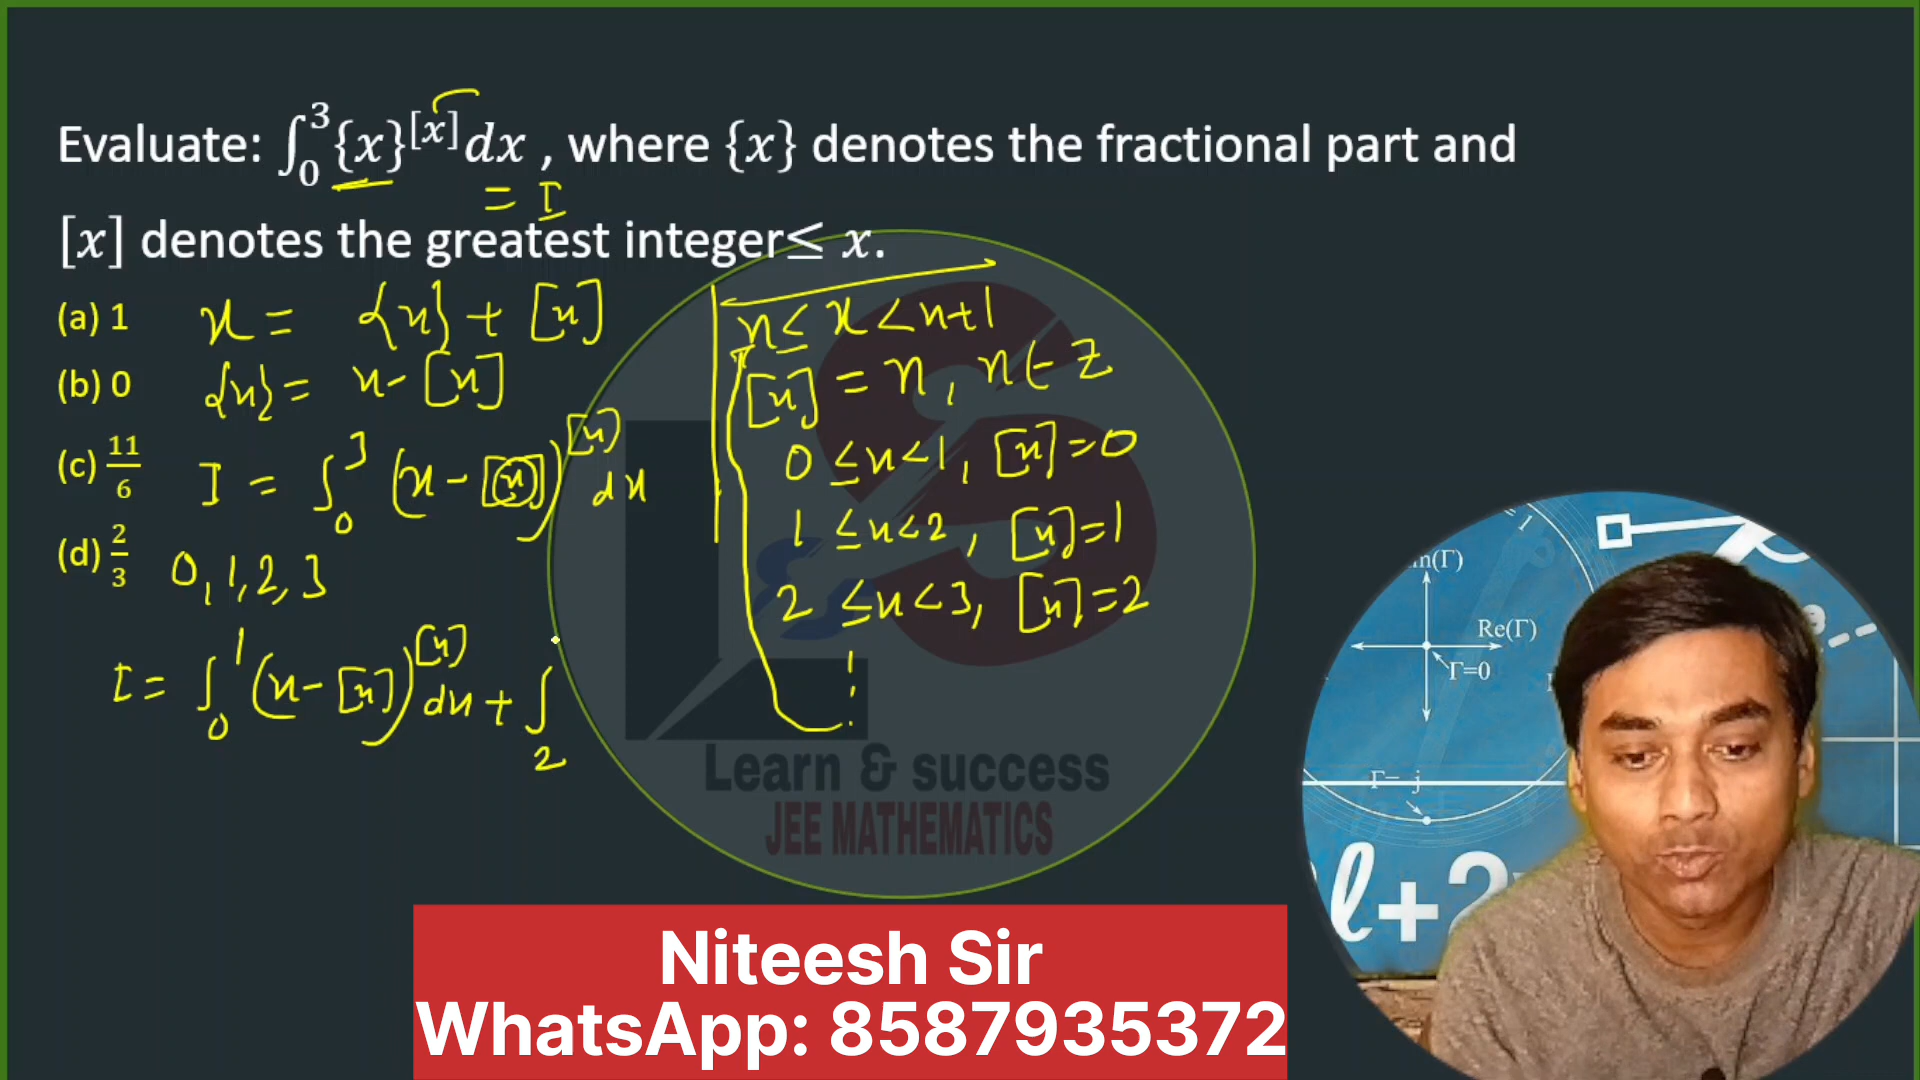 Evaluate: ∫₀³{x}^[x] dx , where {x} denotes the fractional part and
= I
[x] denotes the greatest integer≤ x.
(a) 1
(b) 0
(c) 11/6
(d) 2/3
x = {x} + [x]
{x} = x - [x]
I = ∫₀³ (x - [x])^[x] dx
0, 1, 2, 3
I = ∫₀¹ (x - [x])^[x] dx + ∫₂
n ≤ x < n+1
[x] = n, n ∈ Z
0 ≤ x < 1, [x] = 0
1 ≤ x < 2, [x] = 1
2 ≤ x < 3, [x] = 2
Learn & success
JEE MATHEMATICS
Re(Γ)
Γ=0
Γ= j
ℓ+2
Niteesh Sir
WhatsApp: 8587935372